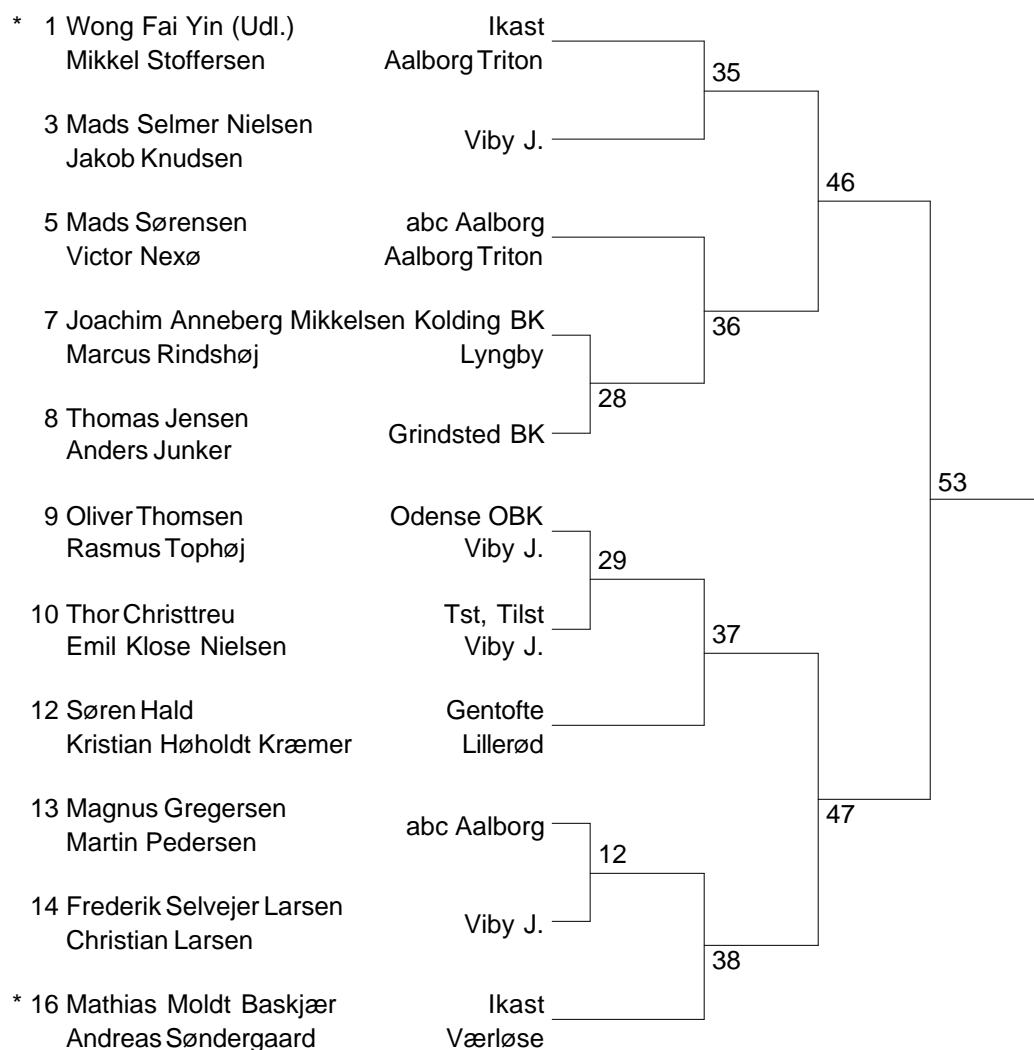 * 1 Wong Fai Yin (Udl.) Ikast
Mikkel Stoffersen Aalborg Triton
35
3 Mads Selmer Nielsen
Viby J.
Jakob Knudsen
46
5 Mads Sørensen abc Aalborg
Victor Nexø Aalborg Triton
7 Joachim Anneberg Mikkelsen Kolding BK
36
Marcus Rindshøj Lyngby
28
8 Thomas Jensen
Grindsted BK
Anders Junker
53
9 Oliver Thomsen Odense OBK
Rasmus Tophøj Viby J.
29
10 Thor Christtreu Tst, Tilst
37
Emil Klose Nielsen Viby J.
12 Søren Hald Gentofte
Kristian Høholdt Kræmer Lillerød
13 Magnus Gregersen
47
abc Aalborg
Martin Pedersen
12
14 Frederik Selvejer Larsen
Viby J.
Christian Larsen
38
* 16 Mathias Moldt Baskjær Ikast
Andreas Søndergaard Værløse